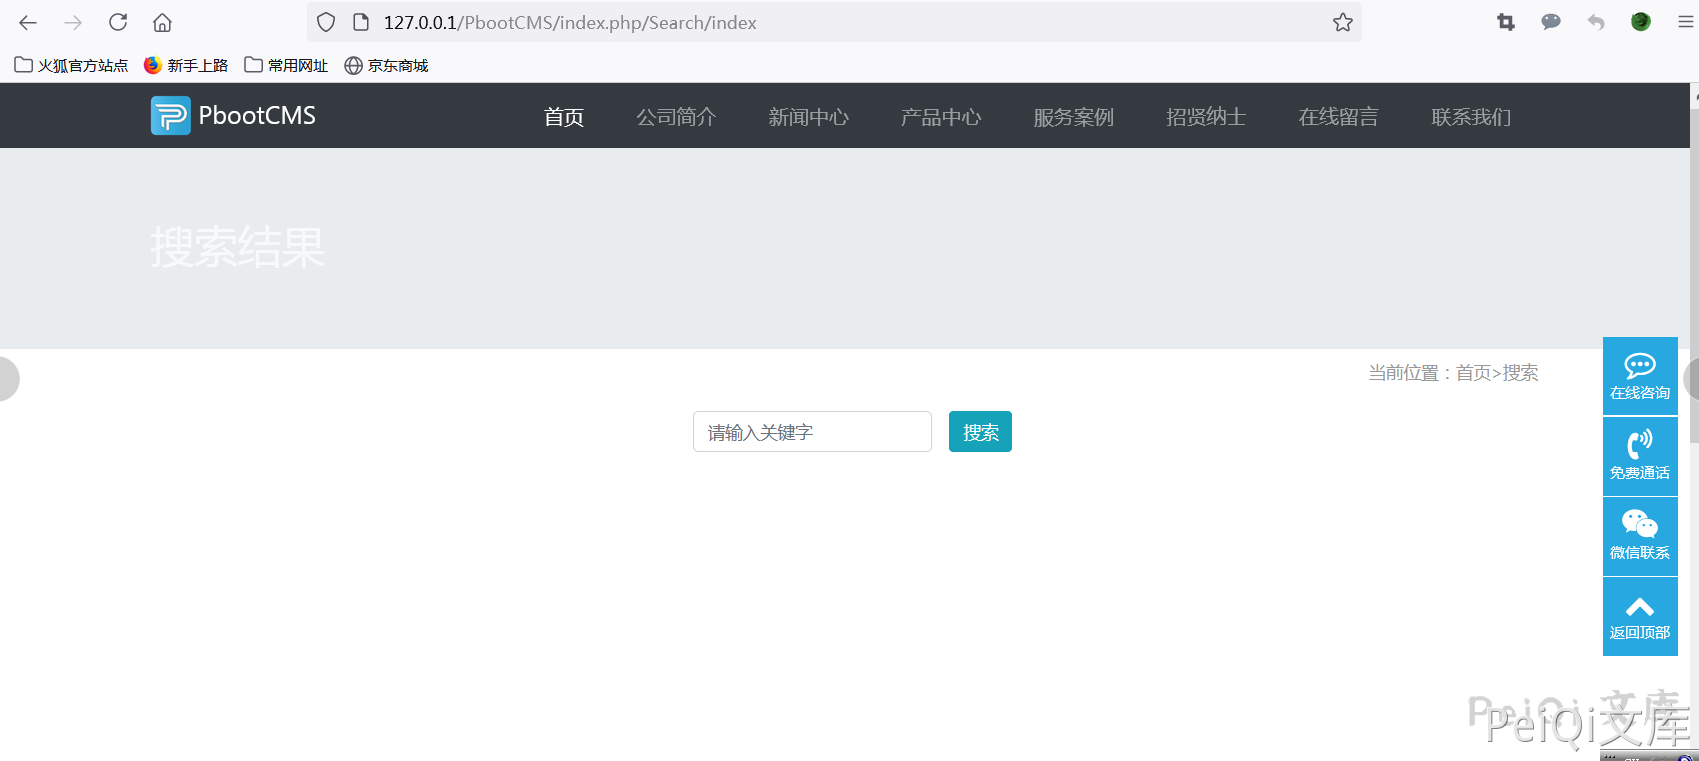 127.0.0.1/PbootCMS/index.php/Search/index
火狐官方站点 新手上路 常用网址 京东商城
PbootCMS 首页 公司简介 新闻中心 产品中心 服务案例 招贤纳士 在线留言 联系我们
搜索结果
当前位置：首页>搜索
请输入关键字 搜索
在线咨询
免费通话
微信联系
返回顶部
PeiQi 文库
PeiQi文库